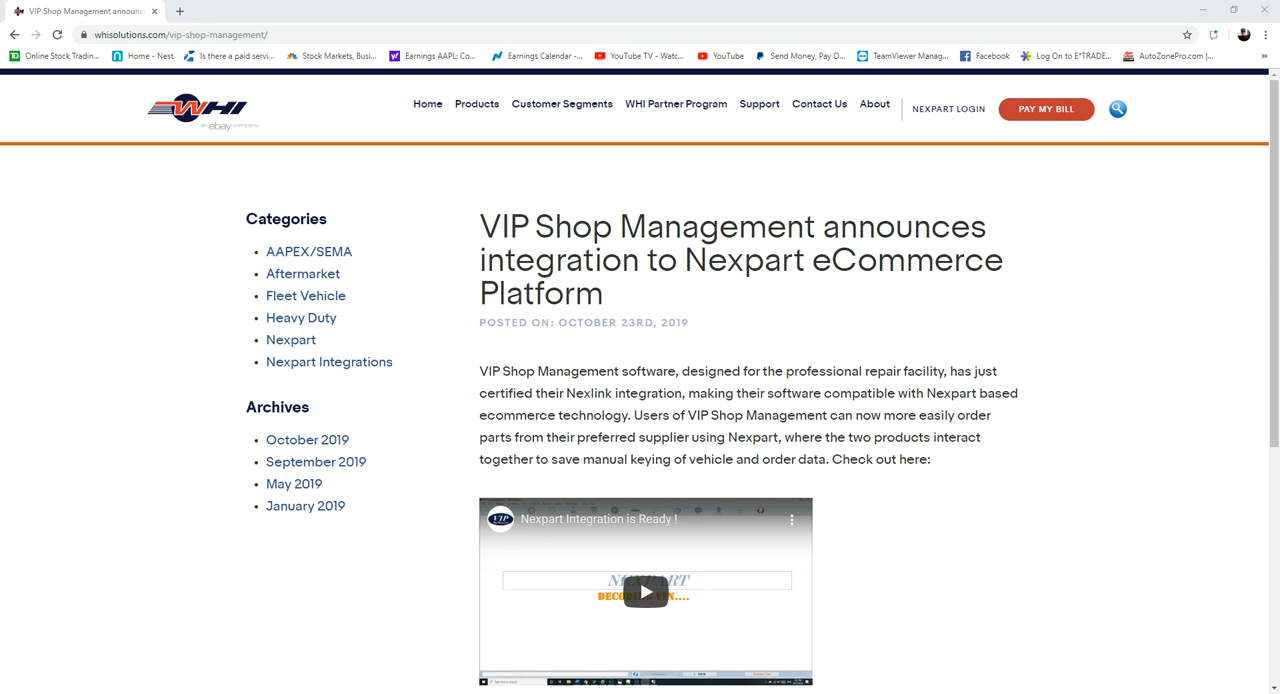 VIP Shop Management announc
whisolutions.com/vip-shop-management/
Online Stock Tradin...
Home - Nest
Is there a paid servi...
Stock Markets, Busi...
Earnings AAPL: Co...
Earnings Calendar -...
YouTube TV - Watc...
YouTube
Send Money, Pay O...
TeamViewer Manag...
Facebook
Log On to E*TRADE...
AutoZonePro.com |...
WHI
an ebay company
Home
Products
Customer Segments
WHI Partner Program
Support
Contact Us
About
NEXPART LOGIN
PAY MY BILL
Categories
• AAPEX/SEMA
• Aftermarket
• Fleet Vehicle
• Heavy Duty
• Nexpart
• Nexpart Integrations
Archives
• October 2019
• September 2019
• May 2019
• January 2019
VIP Shop Management announces
integration to Nexpart eCommerce
Platform
POSTED ON: OCTOBER 23RD, 2019
VIP Shop Management software, designed for the professional repair facility, has just
certified their Nexlink integration, making their software compatible with Nexpart based
ecommerce technology. Users of VIP Shop Management can now more easily order
parts from their preferred supplier using Nexpart, where the two products interact
together to save manual keying of vehicle and order data. Check out here:
VIP
Nexpart Integration is Ready !
NEXPART